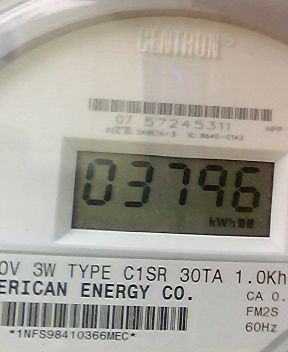 CENTRON
07 57245311
HPP
03796
kWh
0V 3W TYPE C1SR 30TA 1.0Kh
ERICAN ENERGY CO.
CA 0.
FM2S
*1NFS98410366MEC*
60Hz